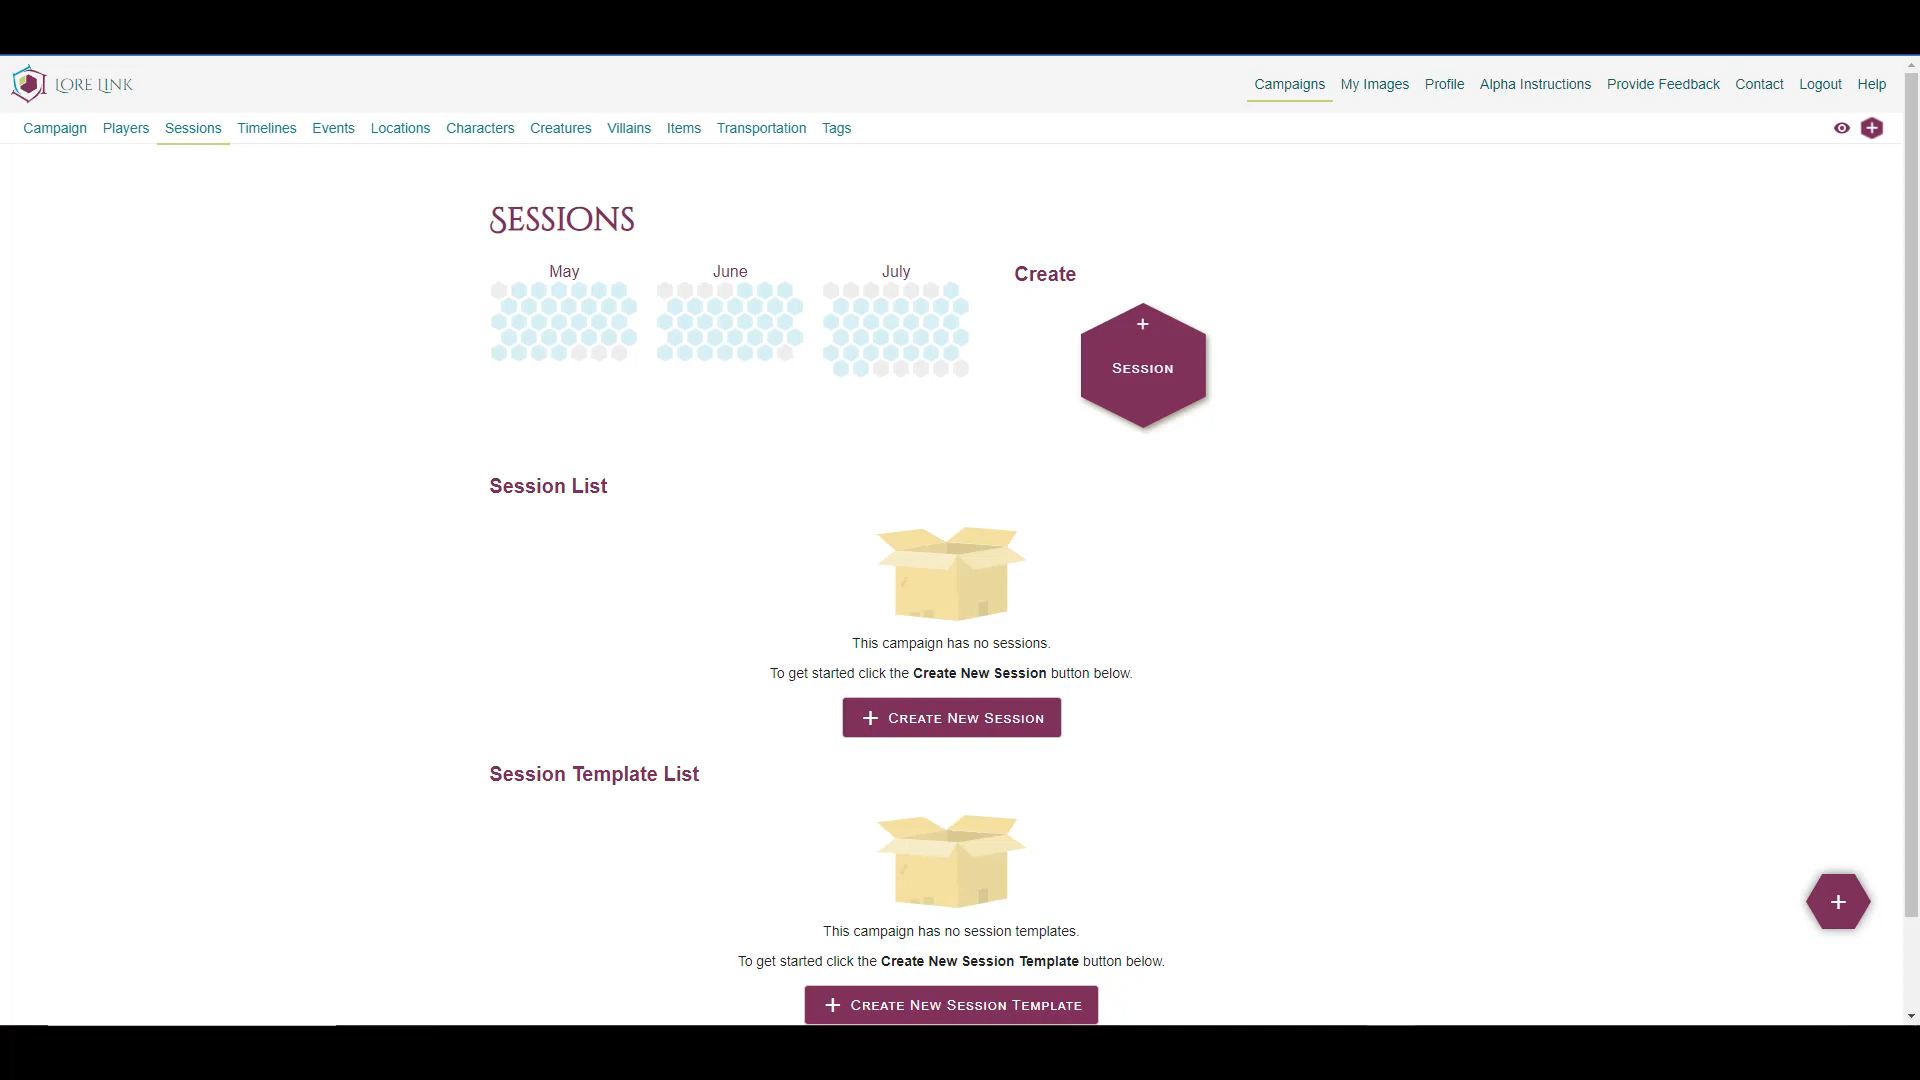 LORE LINK
Campaigns My Images Profile Alpha Instructions Provide Feedback Contact Logout Help
Campaign Players Sessions Timelines Events Locations Characters Creatures Villains Items Transportation Tags
SESSIONS
May June July
Create
+
SESSION
Session List
This campaign has no sessions.
To get started click the Create New Session button below.
+ CREATE NEW SESSION
Session Template List
This campaign has no session templates.
To get started click the Create New Session Template button below.
+ CREATE NEW SESSION TEMPLATE